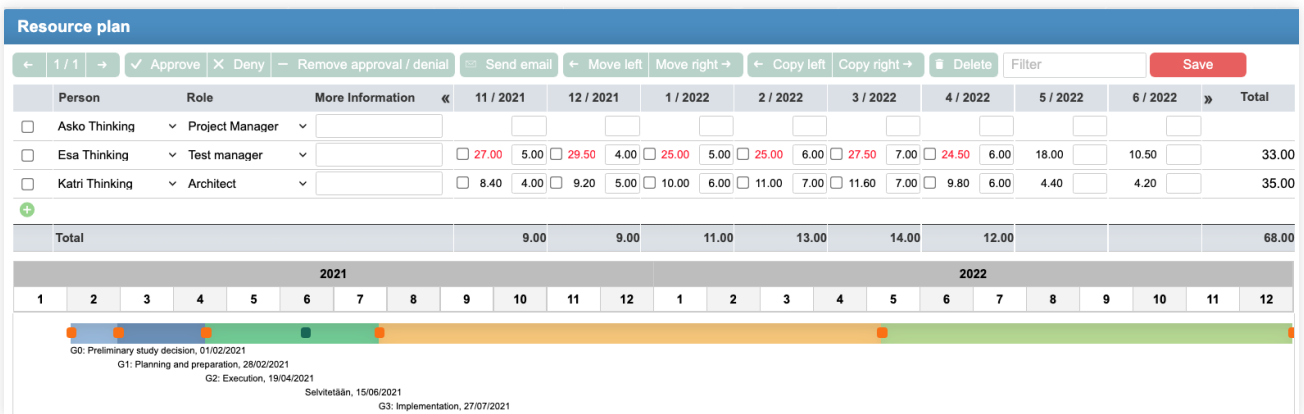 Resource plan
← 1 / 1 → Approve Deny Remove approval / denial Send email ← Move left Move right → ← Copy left Copy right → Delete Filter Save
Person Role More Information « 11 / 2021 12 / 2021 1 / 2022 2 / 2022 3 / 2022 4 / 2022 5 / 2022 6 / 2022 » Total
Asko Thinking Project Manager
Esa Thinking Test manager 27.00 5.00 29.50 4.00 25.00 5.00 25.00 6.00 27.50 7.00 24.50 6.00 18.00 10.50 33.00
Katri Thinking Architect 8.40 4.00 9.20 5.00 10.00 6.00 11.00 7.00 11.60 7.00 9.80 6.00 4.40 4.20 35.00
Total 9.00 9.00 11.00 13.00 14.00 12.00 68.00
2021 2022
1 2 3 4 5 6 7 8 9 10 11 12 1 2 3 4 5 6 7 8 9 10 11 12
G0: Preliminary study decision, 01/02/2021
G1: Planning and preparation, 28/02/2021
G2: Execution, 19/04/2021
Selvitetään, 15/06/2021
G3: Implementation, 27/07/2021